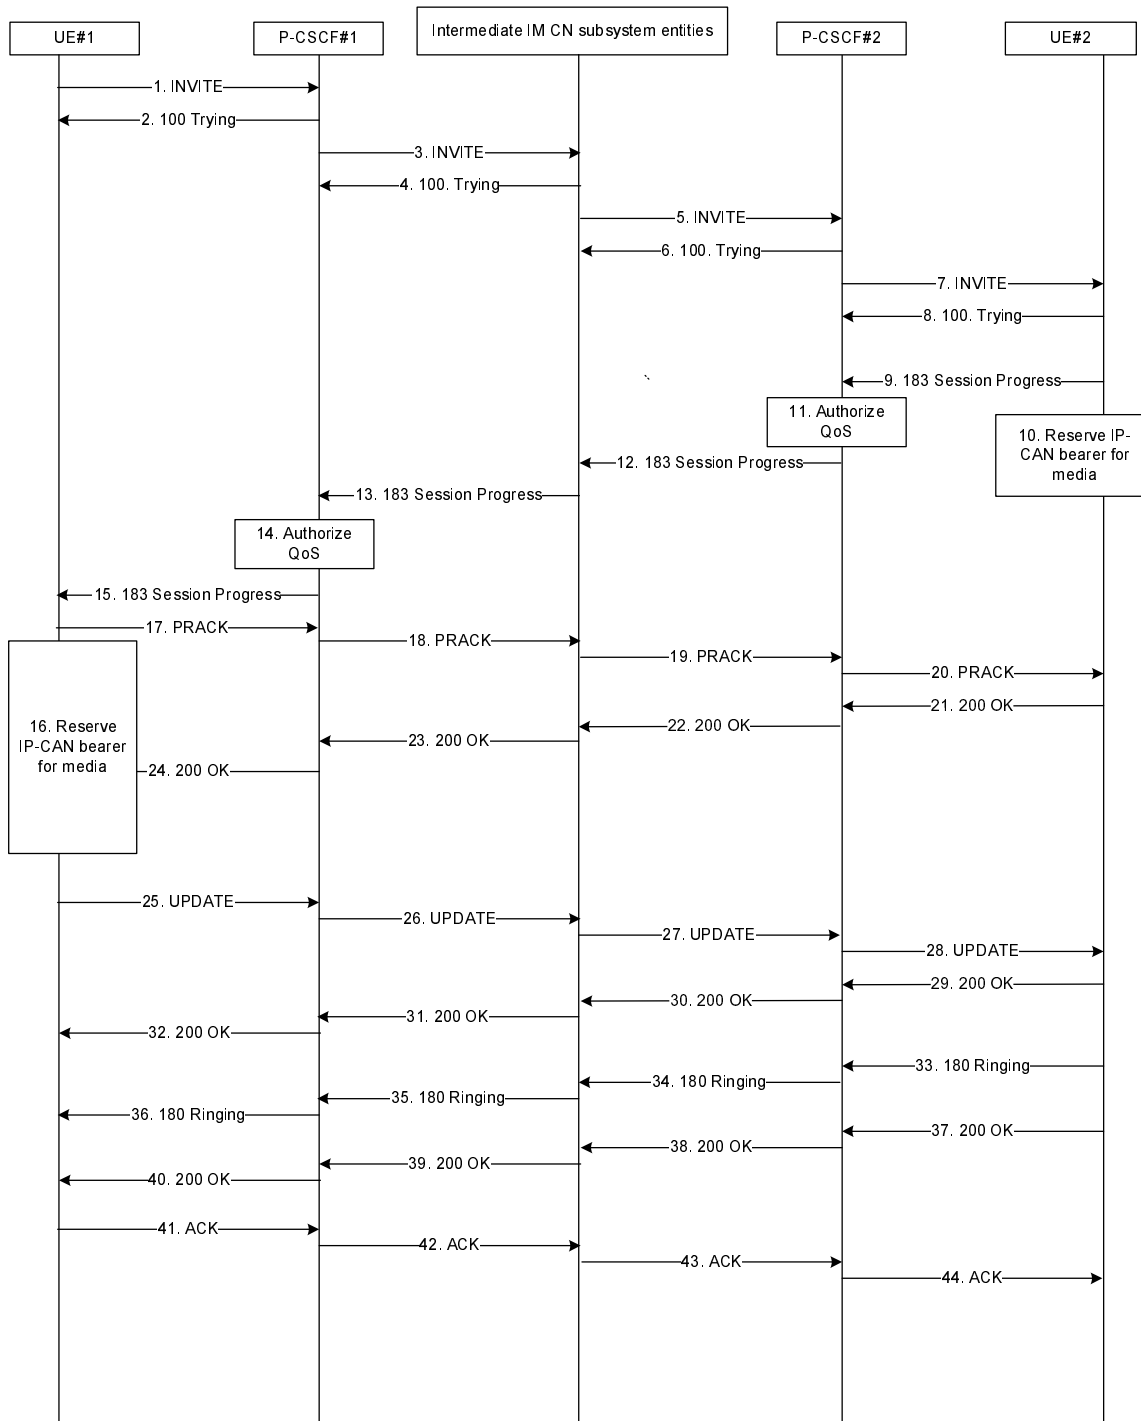 UE#1
P-CSCF#1
Intermediate IM CN subsystem entities
P-CSCF#2
UE#2
1. INVITE
2. 100 Trying
3. INVITE
4. 100. Trying
5. INVITE
6. 100. Trying
7. INVITE
8. 100. Trying
9. 183 Session Progress
11. Authorize
QoS
10. Reserve IP-
CAN bearer for
media
12. 183 Session Progress
13. 183 Session Progress
14. Authorize
QoS
15. 183 Session Progress
17. PRACK
18. PRACK
19. PRACK
20. PRACK
21. 200 OK
22. 200 OK
23. 200 OK
16. Reserve
IP-CAN bearer
for media
24. 200 OK
25. UPDATE
26. UPDATE
27. UPDATE
28. UPDATE
29. 200 OK
30. 200 OK
31. 200 OK
32. 200 OK
33. 180 Ringing
34. 180 Ringing
35. 180 Ringing
36. 180 Ringing
37. 200 OK
38. 200 OK
39. 200 OK
40. 200 OK
41. ACK
42. ACK
43. ACK
44. ACK